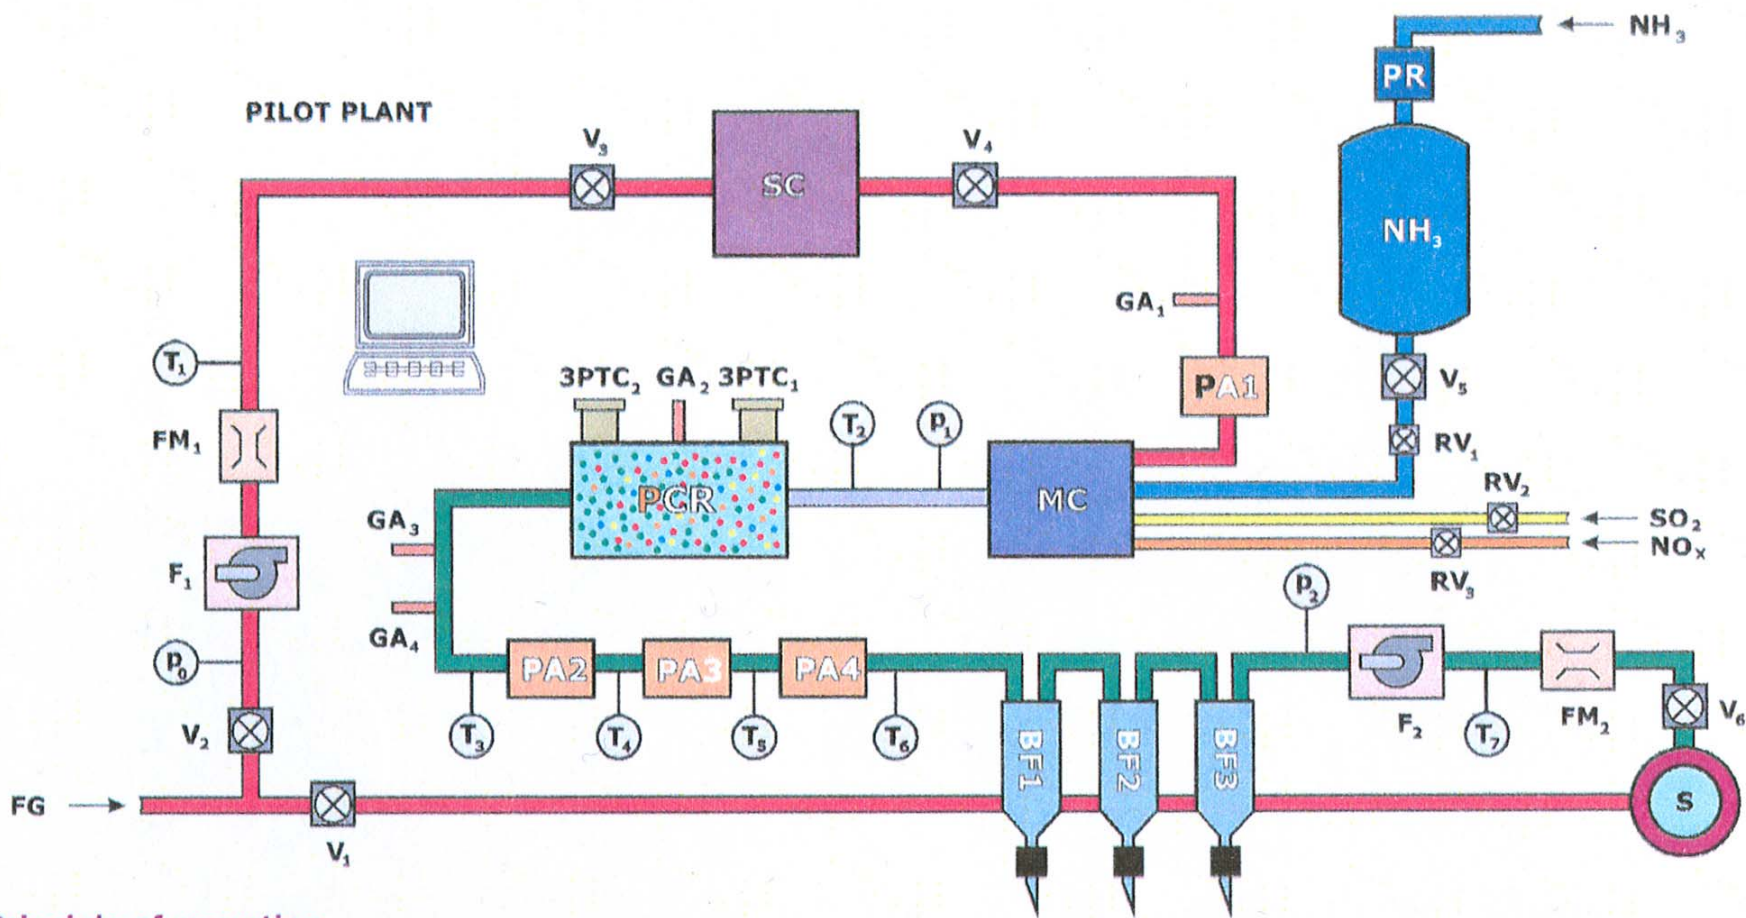 NH₃
PR
PILOT PLANT
V₃
V₄
SC
NH₃
GA₁
T₁
3PTC₂ GA₂ 3PTC₁
PA1
V₅
FM₁
T₂
p₁
RV₁
PCR
MC
RV₂
GA₃
SO₂
NOₓ
F₁
RV₃
p₂
GA₄
p₀
PA2
PA3
PA4
V₂
T₃
T₄
T₅
T₆
BF1
BF2
BF3
F₂
T₇
FM₂
V₆
FG
V₁
S